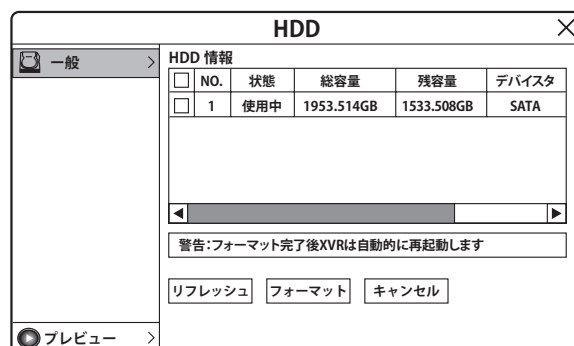 HDD
一般
HDD 情報
NO. 状態 総容量 残容量 デバイスタ
1 使用中 1953.514GB 1533.508GB SATA
警告:フォーマット完了後XVRは自動的に再起動します
リフレッシュ フォーマット キャンセル
プレビュー